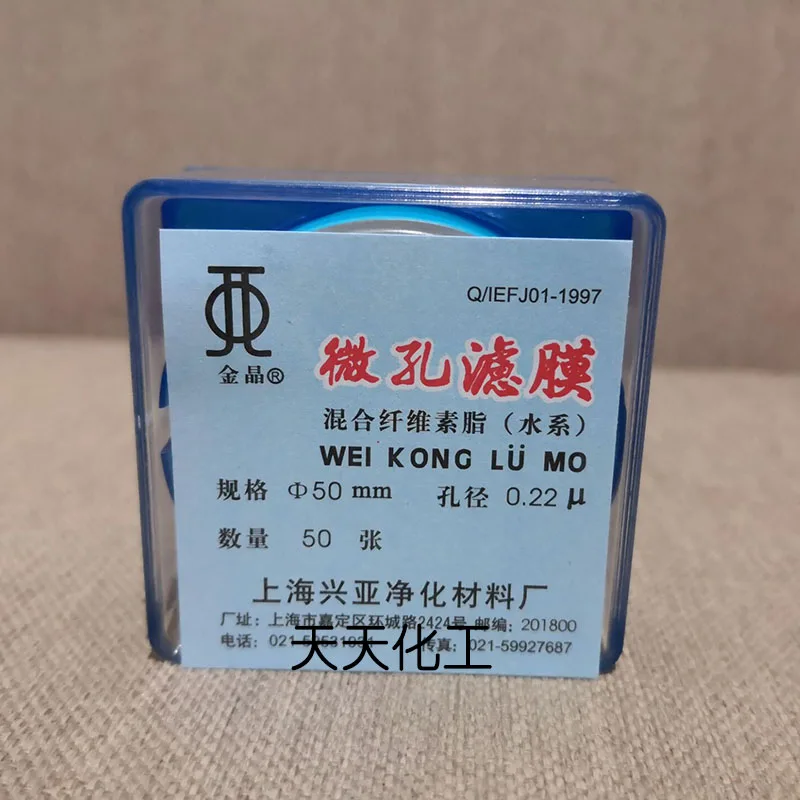 Q/IEFJ01-1997
金晶®
微孔滤膜
混合纤维素脂（水系）
WEI KONG LÜ MO
规格 Φ50 mm 孔径 0.22 μ
数量 50 张
上海兴亚净化材料厂
厂址：上海市嘉定区环城路2424号 邮编：201800
电话：021- 传真：021-59927687
天天化工